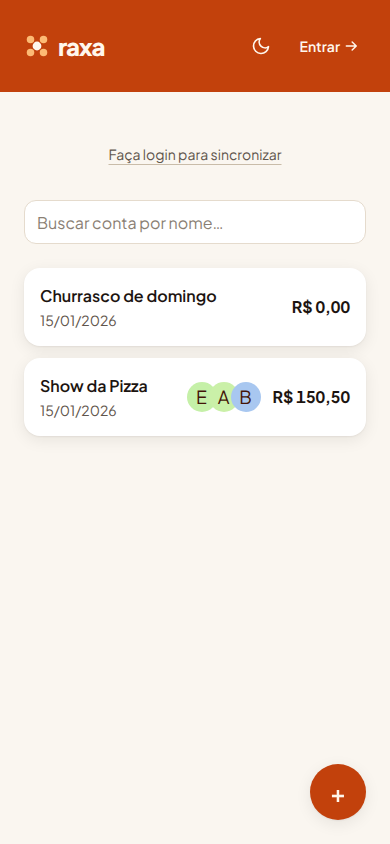 raxa
Entrar →
Faça login para sincronizar
Buscar conta por nome...
Churrasco de domingo
R$ 0,00
15/01/2026
Show da Pizza
E A B
R$ 150,50
15/01/2026
+